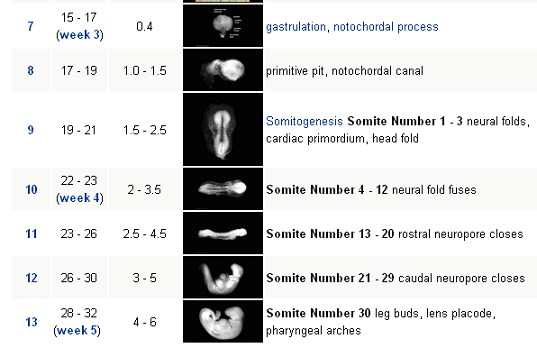 7 15 - 17 (week 3) 0.4 gastrulation, notochordal process
8 17 - 19 1.0 - 1.5 primitive pit, notochordal canal
9 19 - 21 1.5 - 2.5 Somitogenesis Somite Number 1 - 3 neural folds,
cardiac primordium, head fold
10 22 - 23 (week 4) 2 - 3.5 Somite Number 4 - 12 neural fold fuses
11 23 - 26 2.5 - 4.5 Somite Number 13 - 20 rostral neuropore closes
12 26 - 30 3 - 5 Somite Number 21 - 29 caudal neuropore closes
13 28 - 32 (week 5) 4 - 6 Somite Number 30 leg buds, lens placode,
pharyngeal arches